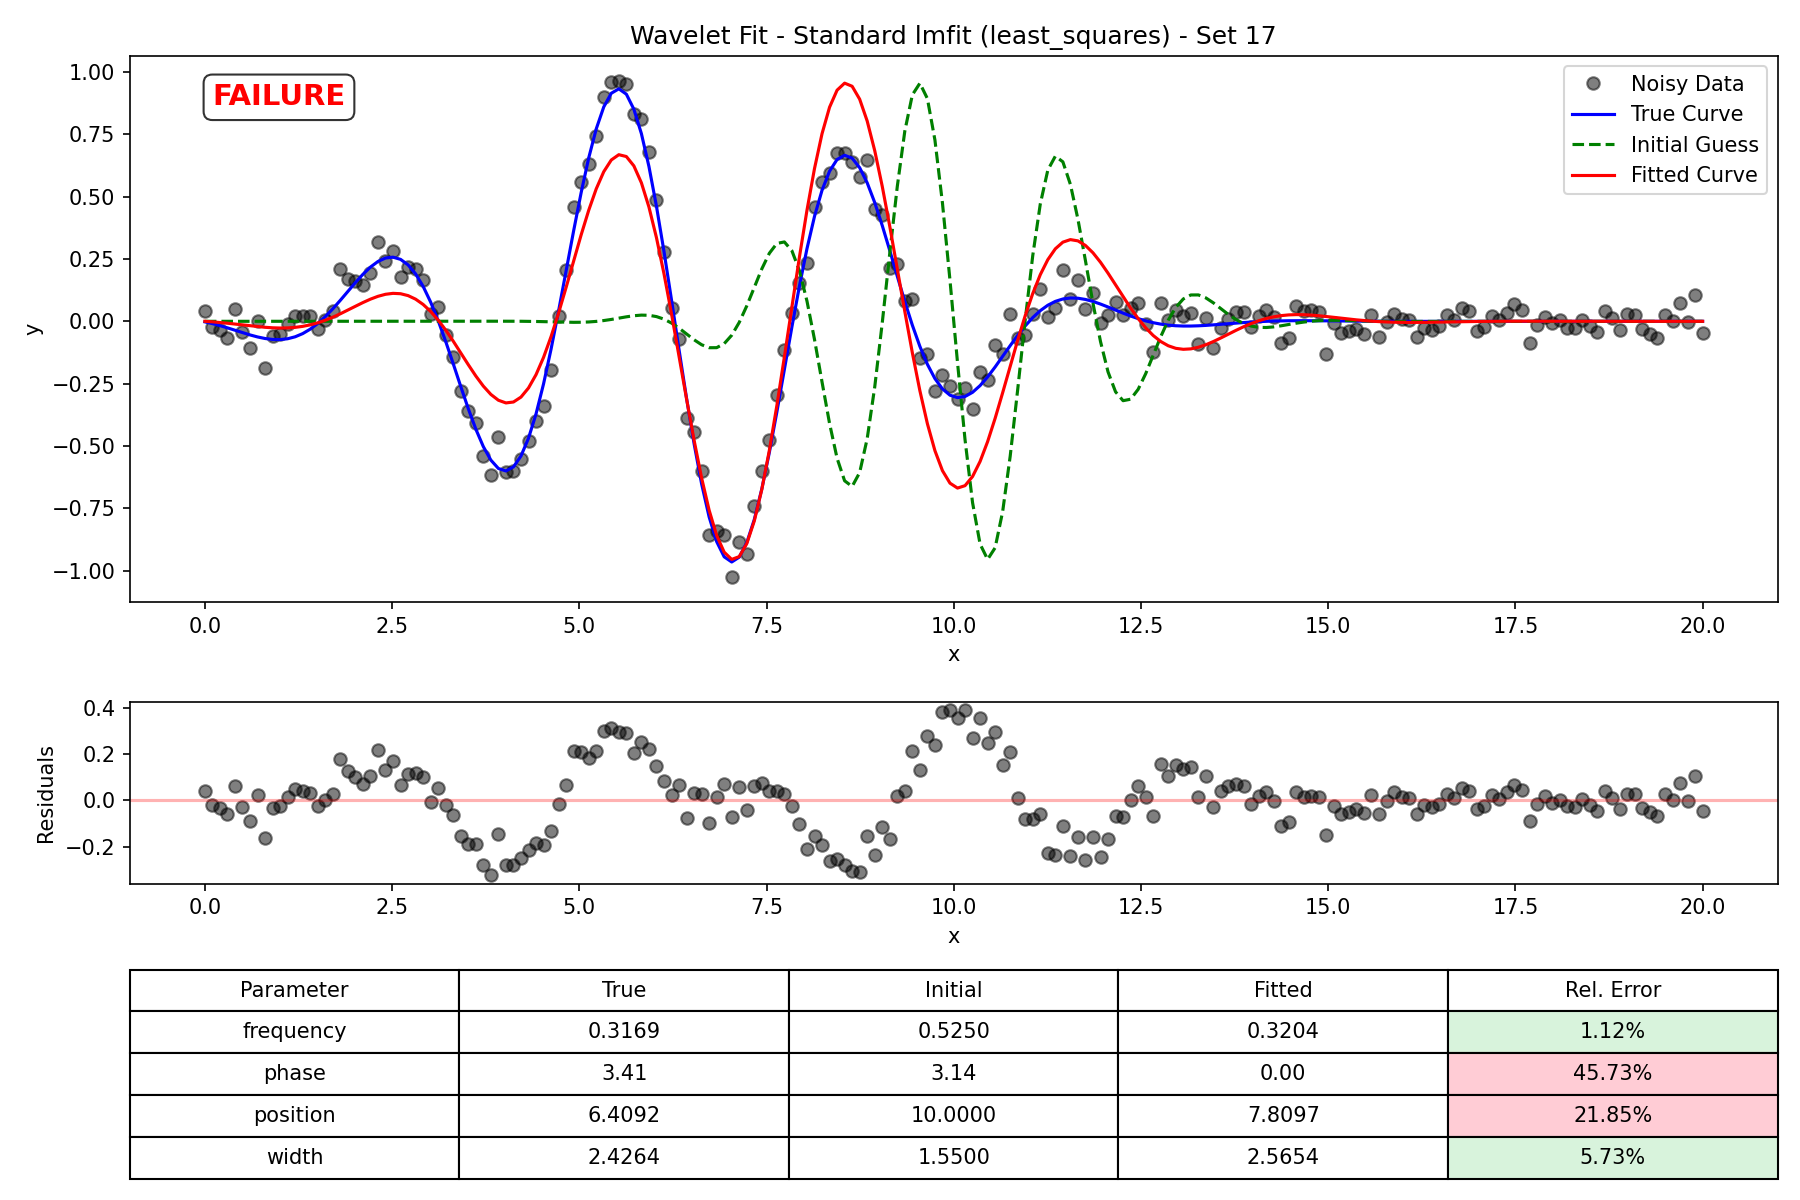 Wavelet Fit - Standard lmfit (least_squares) - Set 17
FAILURE
Noisy Data
True Curve
Initial Guess
Fitted Curve
y
1.00
0.75
0.50
0.25
0.00
−0.25
−0.50
−0.75
−1.00
0.0 2.5 5.0 7.5 10.0 12.5 15.0 17.5 20.0
x
Residuals
0.4
0.2
0.0
−0.2
0.0 2.5 5.0 7.5 10.0 12.5 15.0 17.5 20.0
x
Parameter True Initial Fitted Rel. Error
frequency 0.3169 0.5250 0.3204 1.12%
phase 3.41 3.14 0.00 45.73%
position 6.4092 10.0000 7.8097 21.85%
width 2.4264 1.5500 2.5654 5.73%